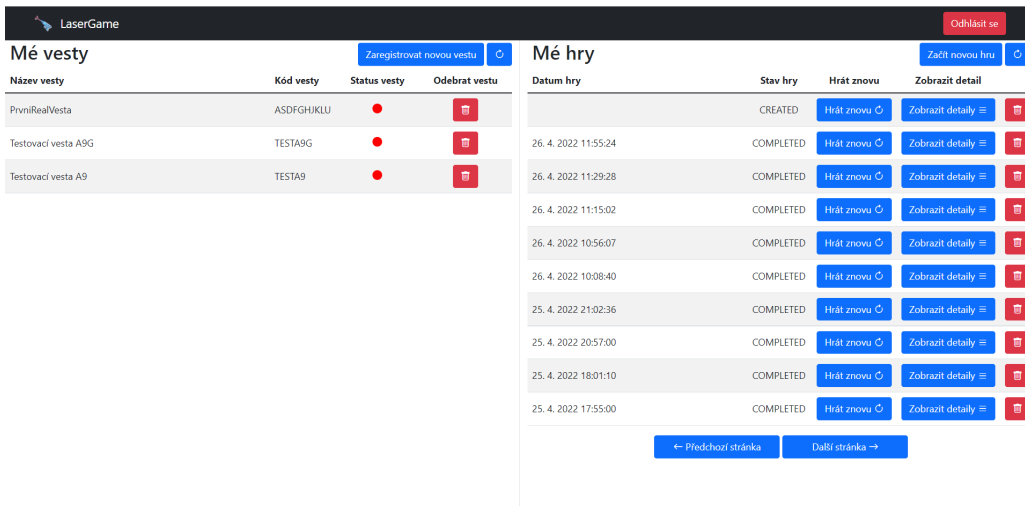 LaserGame Odhlásit se
Mé vesty Zaregistrovat novou vestu
Název vesty Kód vesty Status vesty Odebrat vestu
PrvniRealVesta ASDFGHJKLU
Testovací vesta A9G TESTA9G
Testovací vesta A9 TESTA9
Mé hry Začít novou hru
Datum hry Stav hry Hrát znovu Zobrazit detail
CREATED Hrát znovu Zobrazit detaily
26. 4. 2022 11:55:24 COMPLETED Hrát znovu Zobrazit detaily
26. 4. 2022 11:29:28 COMPLETED Hrát znovu Zobrazit detaily
26. 4. 2022 11:15:02 COMPLETED Hrát znovu Zobrazit detaily
26. 4. 2022 10:56:07 COMPLETED Hrát znovu Zobrazit detaily
26. 4. 2022 10:08:40 COMPLETED Hrát znovu Zobrazit detaily
25. 4. 2022 21:02:36 COMPLETED Hrát znovu Zobrazit detaily
25. 4. 2022 20:57:00 COMPLETED Hrát znovu Zobrazit detaily
25. 4. 2022 18:01:10 COMPLETED Hrát znovu Zobrazit detaily
25. 4. 2022 17:55:00 COMPLETED Hrát znovu Zobrazit detaily
← Předchozí stránka Další stránka →